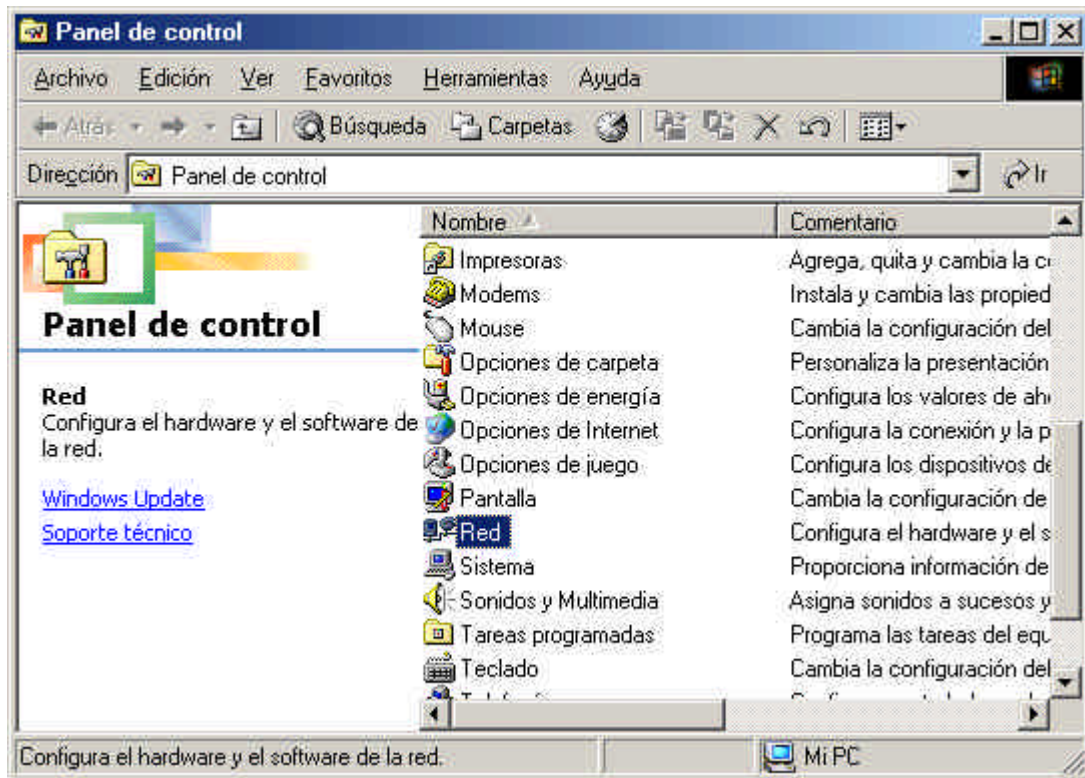 Panel de control
Archivo Edición Ver Favoritos Herramientas Ayuda
Atrás Búsqueda Carpetas
Dirección Panel de control Ir
Nombre Comentario
Panel de control
Red
Configura el hardware y el software de
la red.
Windows Update
Soporte técnico
Impresoras Agrega, quita y cambia la
Modems Instala y cambia las propied
Mouse Cambia la configuración del
Opciones de carpeta Personaliza la presentación
Opciones de energía Configura los valores de
Opciones de Internet Configura la conexión y la p
Opciones de juego Configura los dispositivos de
Pantalla Cambia la configuración de
Red Configura el hardware y el s
Sistema Proporciona información de
Sonidos y Multimedia Asigna sonidos a sucesos y
Tareas programadas Programa las tareas del equ
Teclado Cambia la configuración del
Configura el hardware y el software de la red. Mi PC